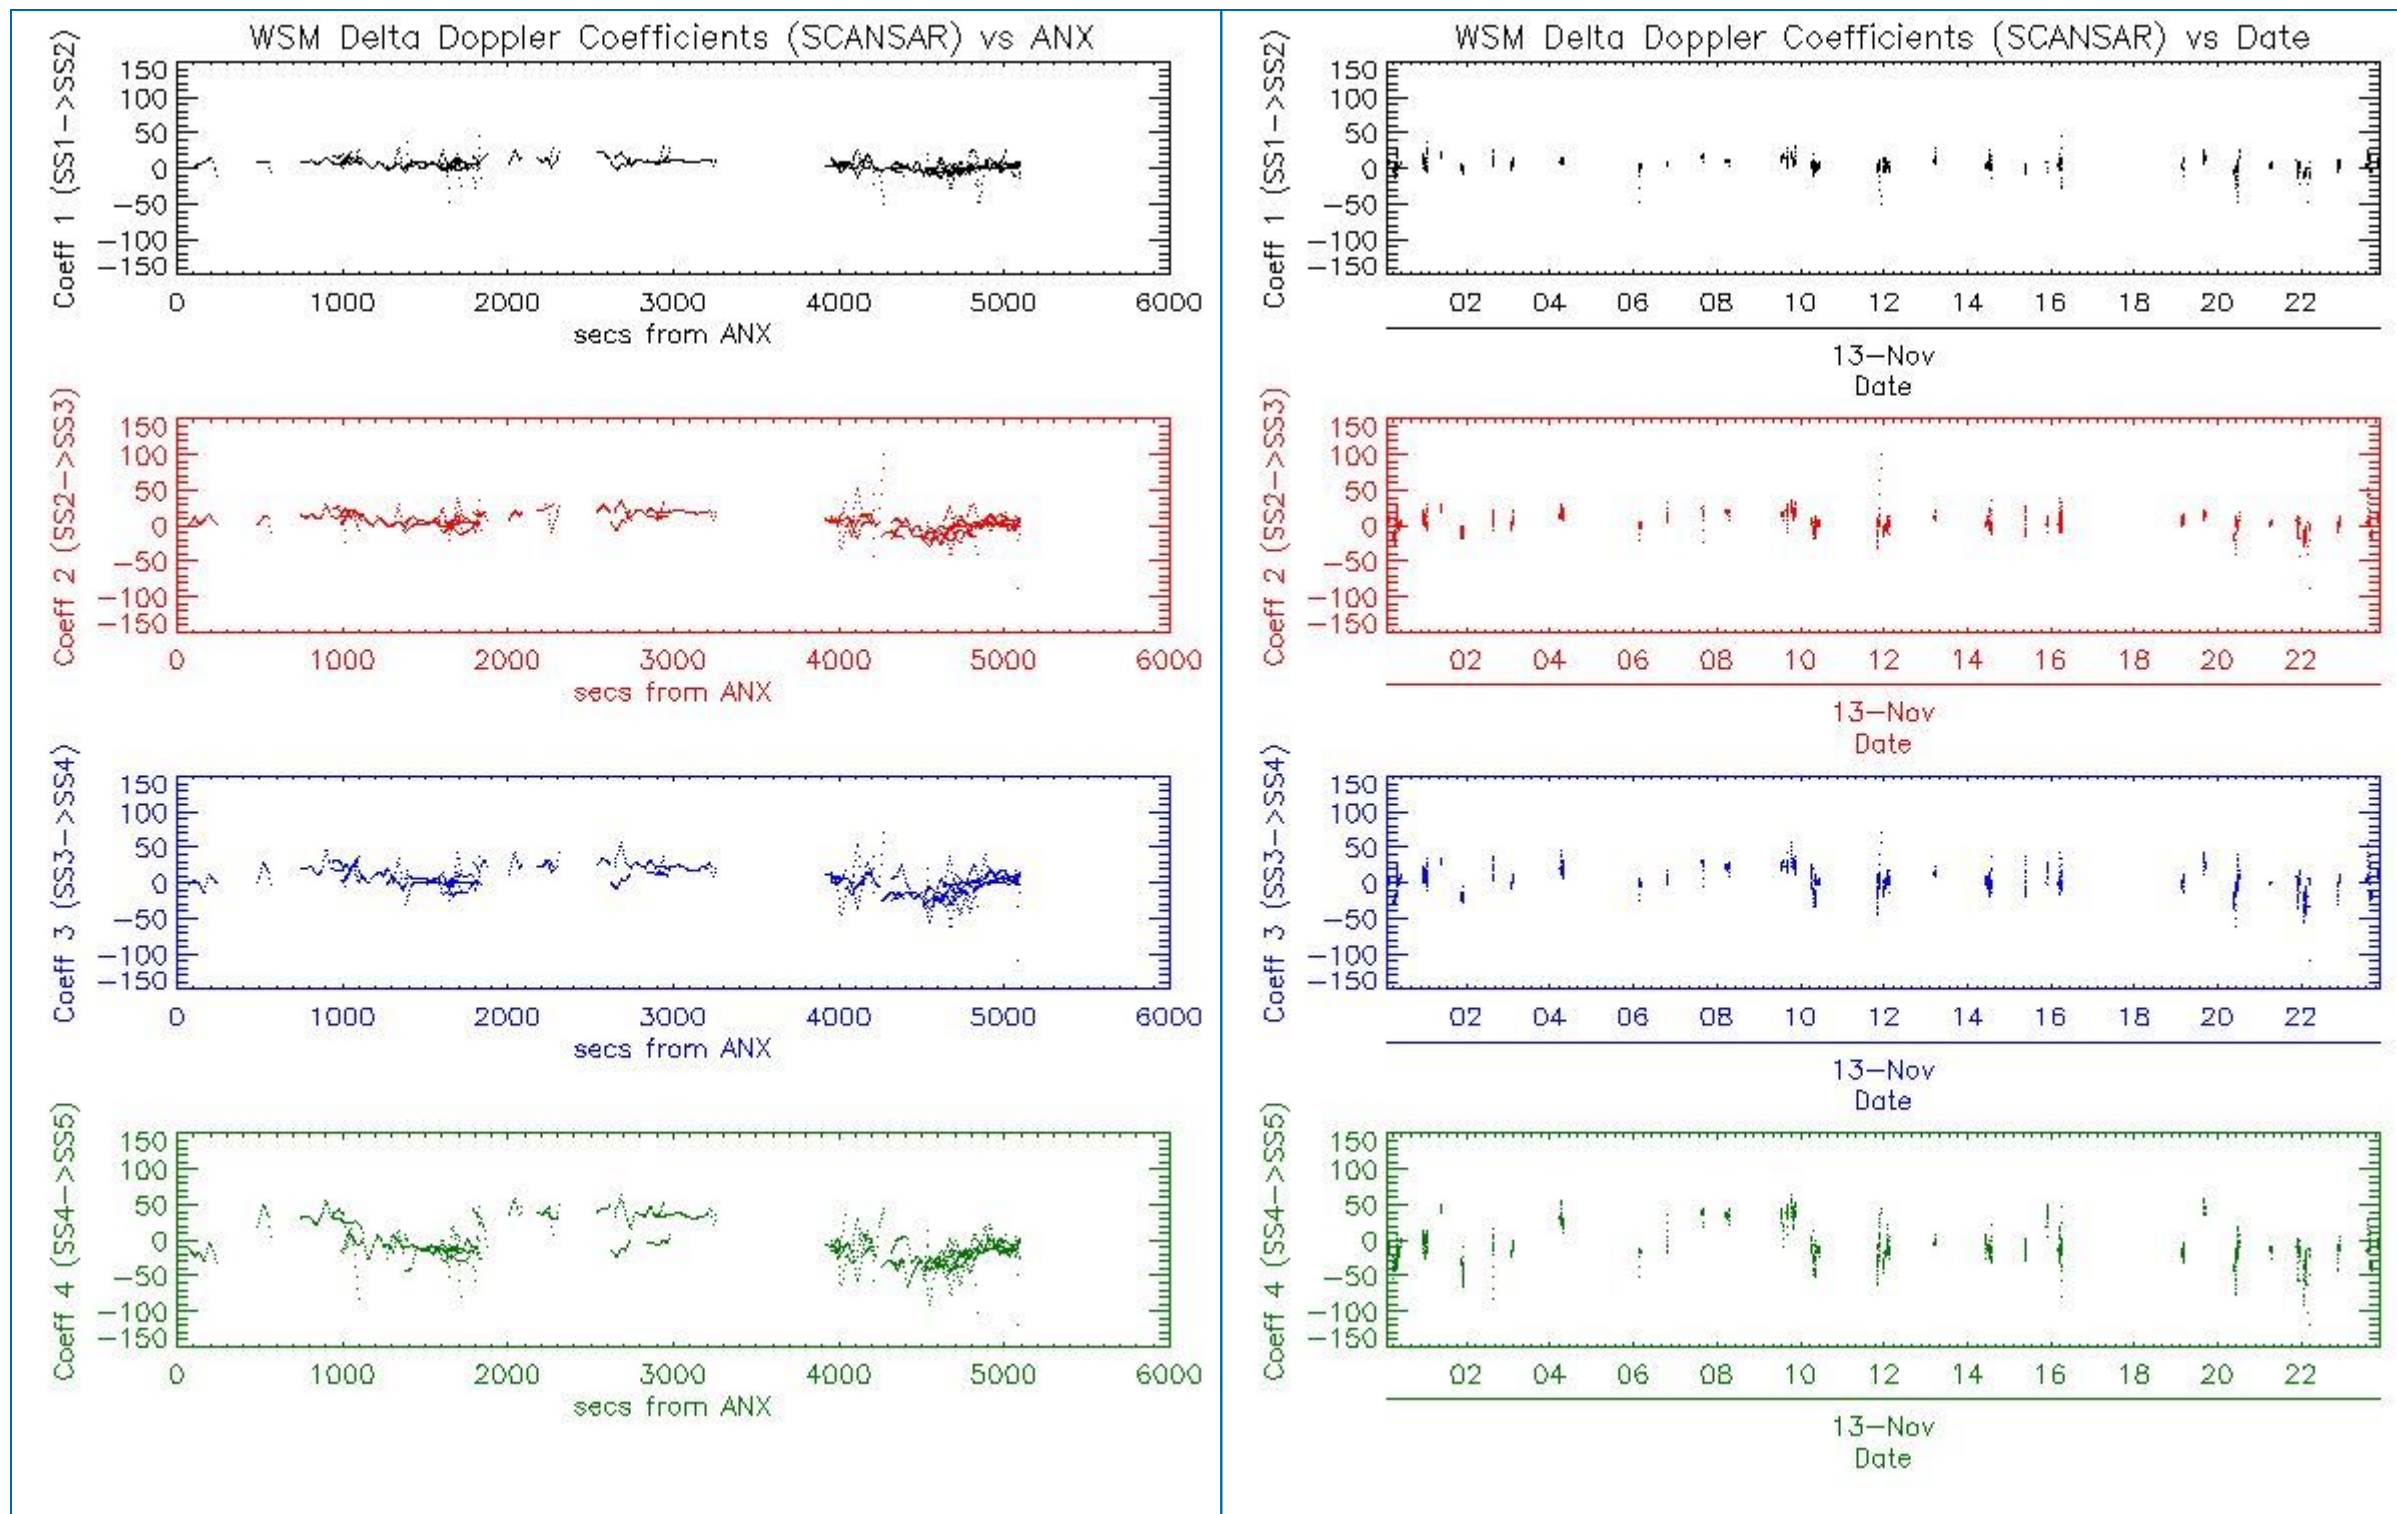 WSM Delta Doppler Coefficients (SCANSAR) vs ANX
Coeff 1 (SS1->SS2)
150
100
50
0
-50
-100
-150
0 1000 2000 3000 4000 5000 6000
secs from ANX
Coeff 2 (SS2->SS3)
150
100
50
0
-50
-100
-150
0 1000 2000 3000 4000 5000 6000
secs from ANX
Coeff 3 (SS3->SS4)
150
100
50
0
-50
-100
-150
0 1000 2000 3000 4000 5000 6000
secs from ANX
Coeff 4 (SS4->SS5)
150
100
50
0
-50
-100
-150
0 1000 2000 3000 4000 5000 6000
secs from ANX
WSM Delta Doppler Coefficients (SCANSAR) vs Date
Coeff 1 (SS1->SS2)
150
100
50
0
-50
-100
-150
02 04 06 08 10 12 14 16 18 20 22
13-Nov
Date
Coeff 2 (SS2->SS3)
150
100
50
0
-50
-100
-150
02 04 06 08 10 12 14 16 18 20 22
13-Nov
Date
Coeff 3 (SS3->SS4)
150
100
50
0
-50
-100
-150
02 04 06 08 10 12 14 16 18 20 22
13-Nov
Date
Coeff 4 (SS4->SS5)
150
100
50
0
-50
-100
-150
02 04 06 08 10 12 14 16 18 20 22
13-Nov
Date